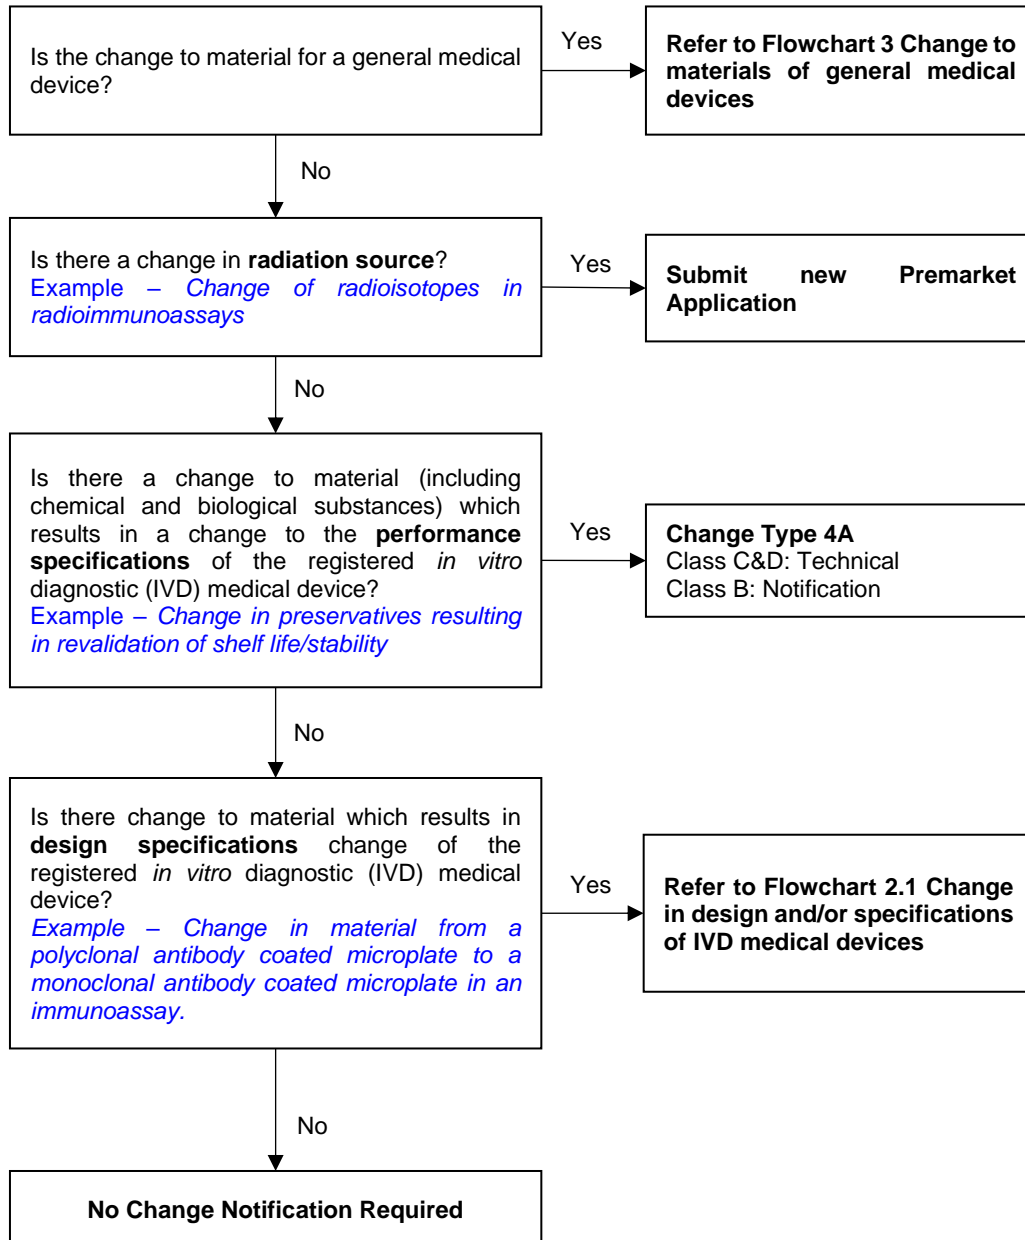 Is the change to material for a general medical
device?
Yes
Refer to Flowchart 3 Change to
materials of general medical
devices
No
Is there a change in radiation source?
Example – Change of radioisotopes in
radioimmunoassays
Yes
Submit new Premarket
Application
No
Is there a change to material (including
chemical and biological substances) which
results in a change to the performance
specifications of the registered in vitro
diagnostic (IVD) medical device?
Example – Change in preservatives resulting
in revalidation of shelf life/stability
Yes
Change Type 4A
Class C&D: Technical
Class B: Notification
No
Is there change to material which results in
design specifications change of the
registered in vitro diagnostic (IVD) medical
device?
Example – Change in material from a
polyclonal antibody coated microplate to a
monoclonal antibody coated microplate in an
immunoassay.
Yes
Refer to Flowchart 2.1 Change
in design and/or specifications
of IVD medical devices
No
No Change Notification Required